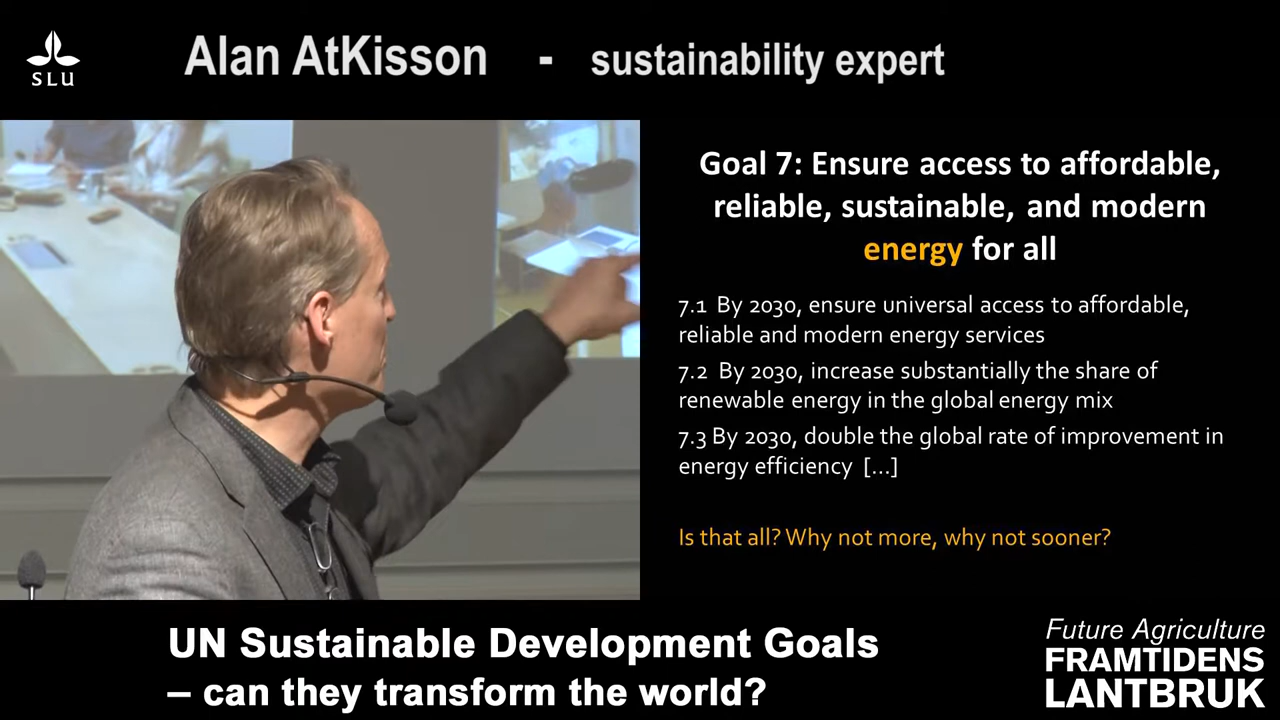 SLU
Alan AtKisson - sustainability expert
Goal 7: Ensure access to affordable,
reliable, sustainable, and modern
energy for all
7.1 By 2030, ensure universal access to affordable,
reliable and modern energy services
7.2 By 2030, increase substantially the share of
renewable energy in the global energy mix
7.3 By 2030, double the global rate of improvement in
energy efficiency [...]
Is that all? Why not more, why not sooner?
UN Sustainable Development Goals
– can they transform the world?
Future Agriculture
FRAMTIDENS
LANTBRUK